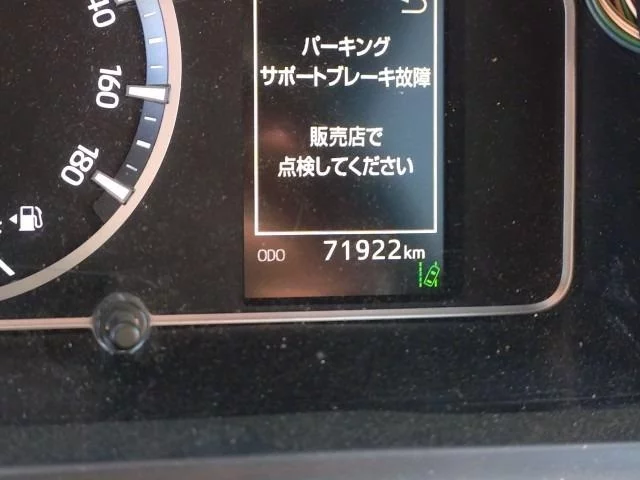 パーキング
サポートブレーキ故障
販売店で
点検してください
ODO 71922km
160
180